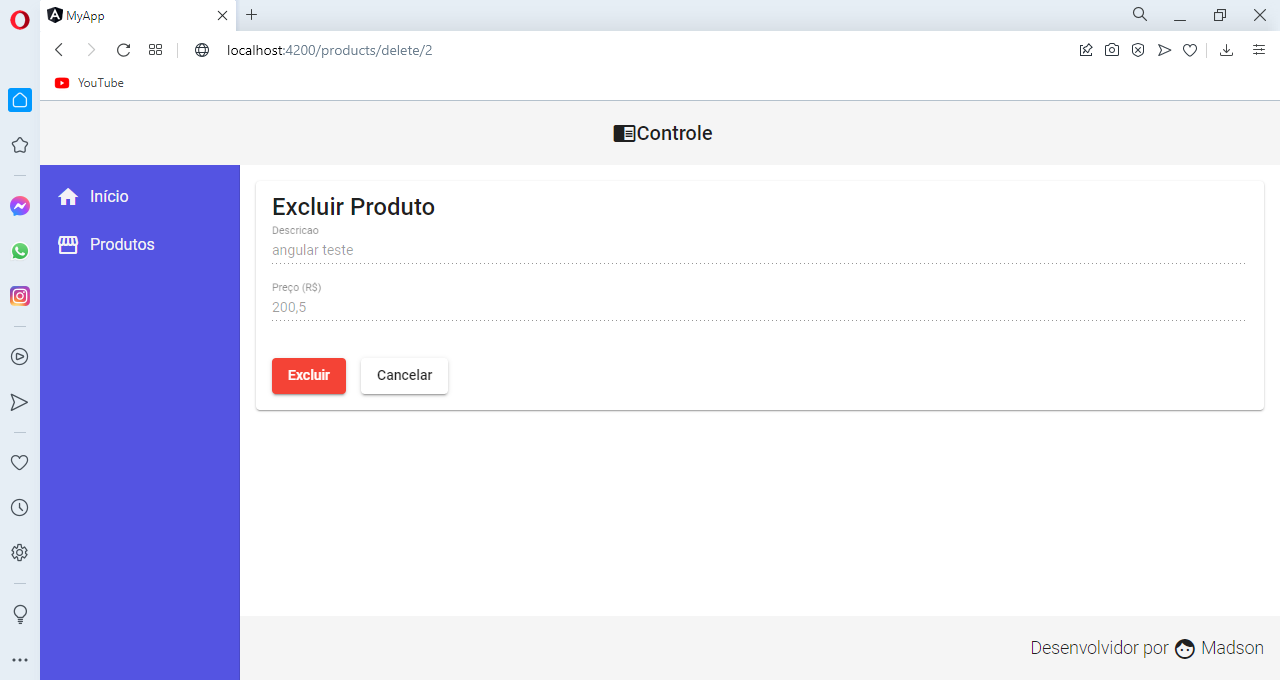 MyApp
localhost:4200/products/delete/2
YouTube
Controle
Início
Produtos
Excluir Produto
Descricao
angular teste
Preço (R$)
200,5
Excluir Cancelar
Desenvolvidor por Madson